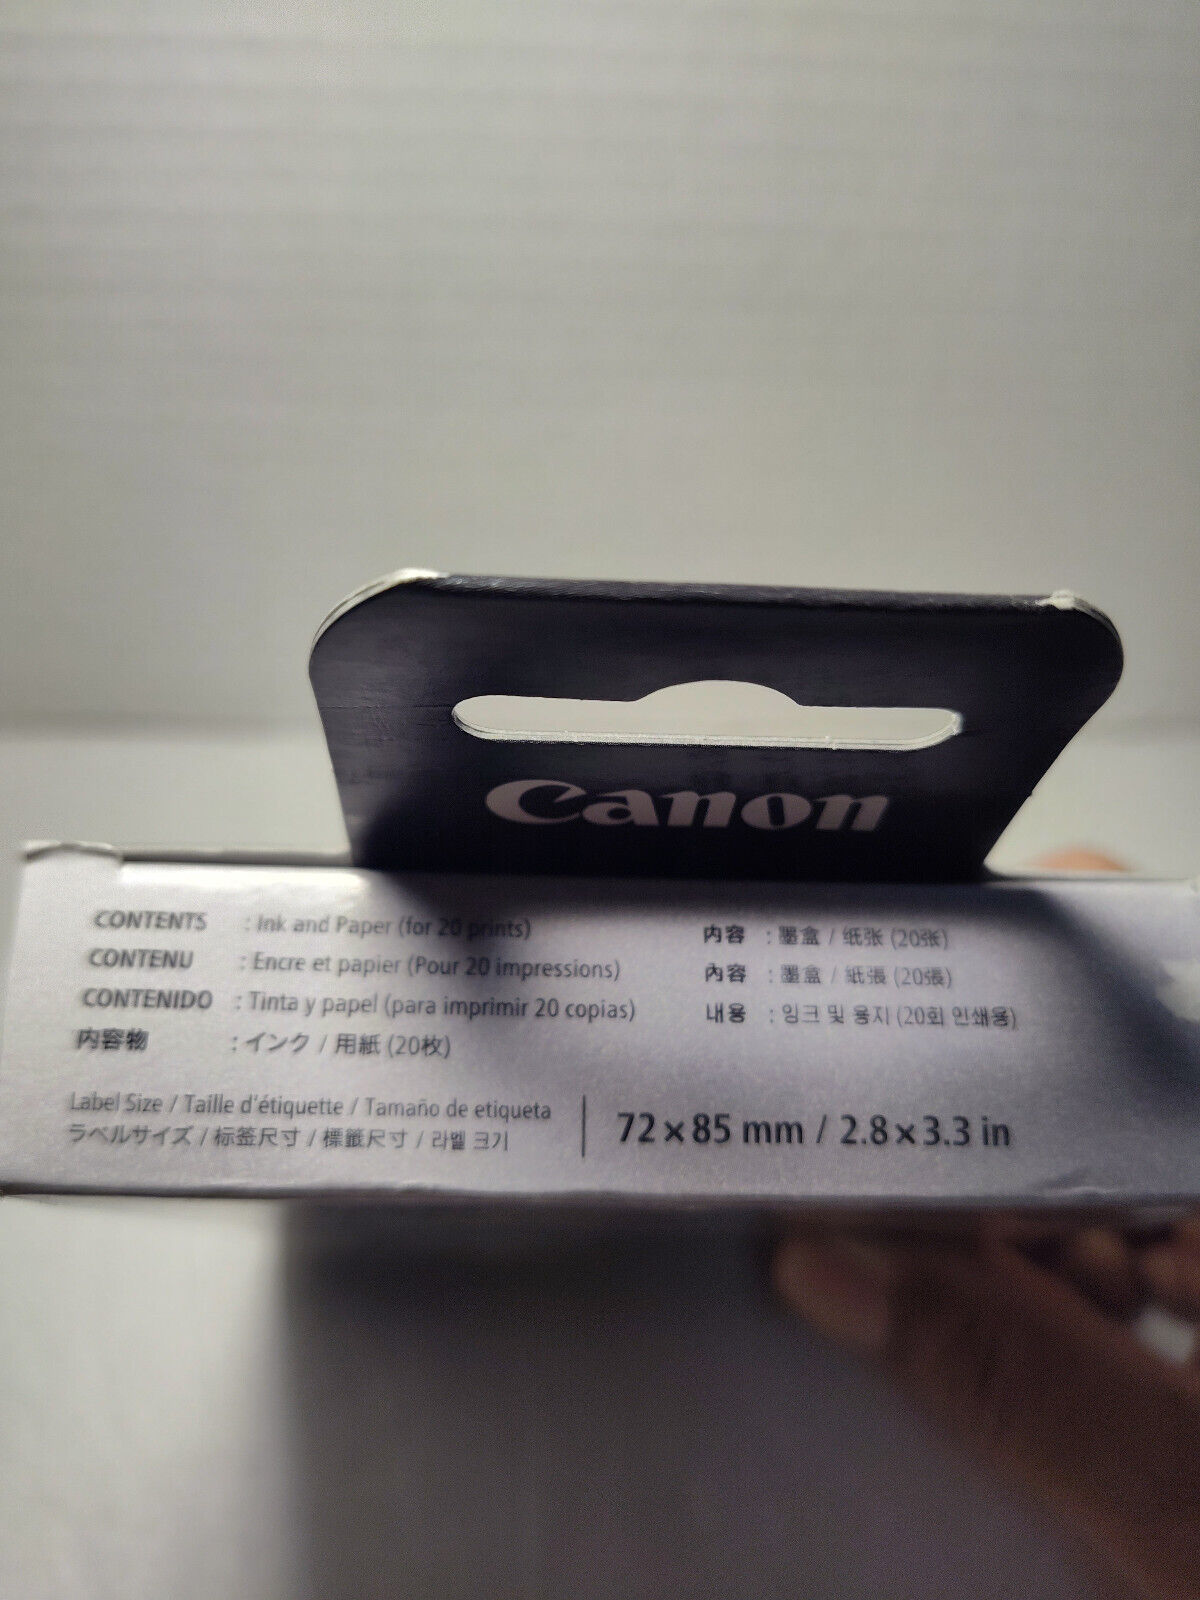 Canon
CONTENTS : Ink and Paper (for 20 prints)
CONTENU : Encre et papier (Pour 20 impressions)
CONTENIDO : Tinta y papel (para imprimir 20 copias)
内容物 : インク / 用紙 (20枚)
内容 : 墨盒 / 纸张 (20张)
內容 : 墨盒 / 紙張 (20張)
내용 : 잉크 및 용지 (20회 인쇄용)
Label Size / Taille d'étiquette / Tamaño de etiqueta
ラベルサイズ / 标签尺寸 / 標籤尺寸 / 라벨 크기
72 x 85 mm / 2.8 x 3.3 in